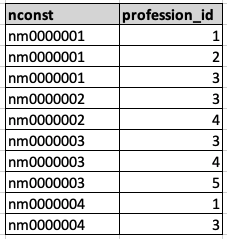 nconst profession_id
nm0000001 1
nm0000001 2
nm0000001 3
nm0000002 3
nm0000002 4
nm0000003 3
nm0000003 4
nm0000003 5
nm0000004 1
nm0000004 3